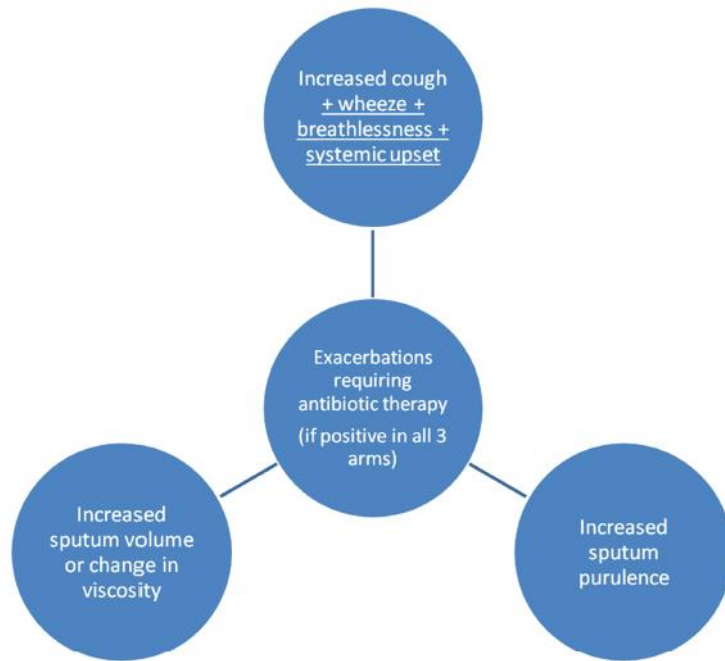 Increased cough
+ wheeze +
breathlessness +
systemic upset
Exacerbations
requiring
antibiotic therapy
(if positive in all 3
arms)
Increased
sputum volume
or change in
viscosity
Increased
sputum
purulence